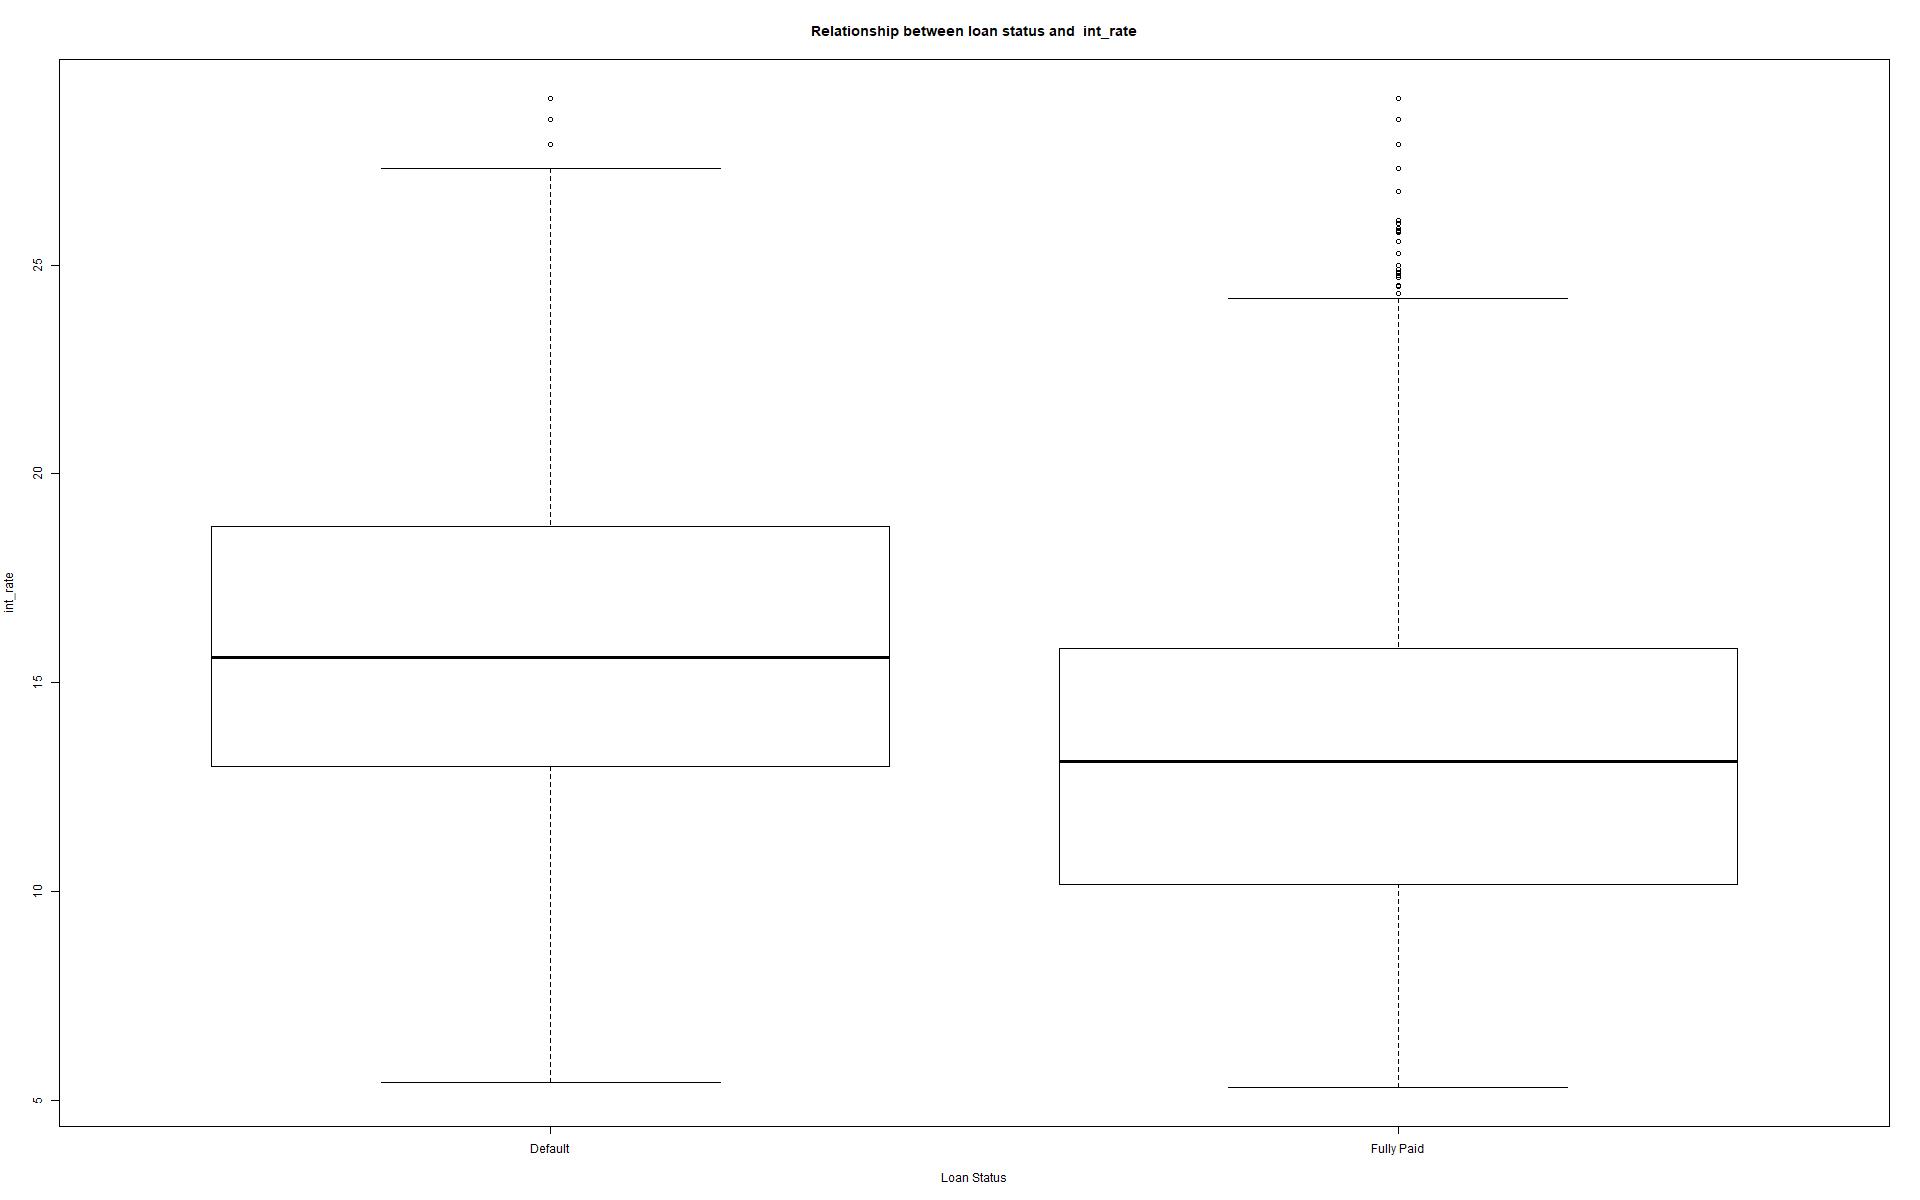 Relationship between loan status and  int_rate
25
20
15
10
5
int_rate
Default
Fully Paid
Loan Status